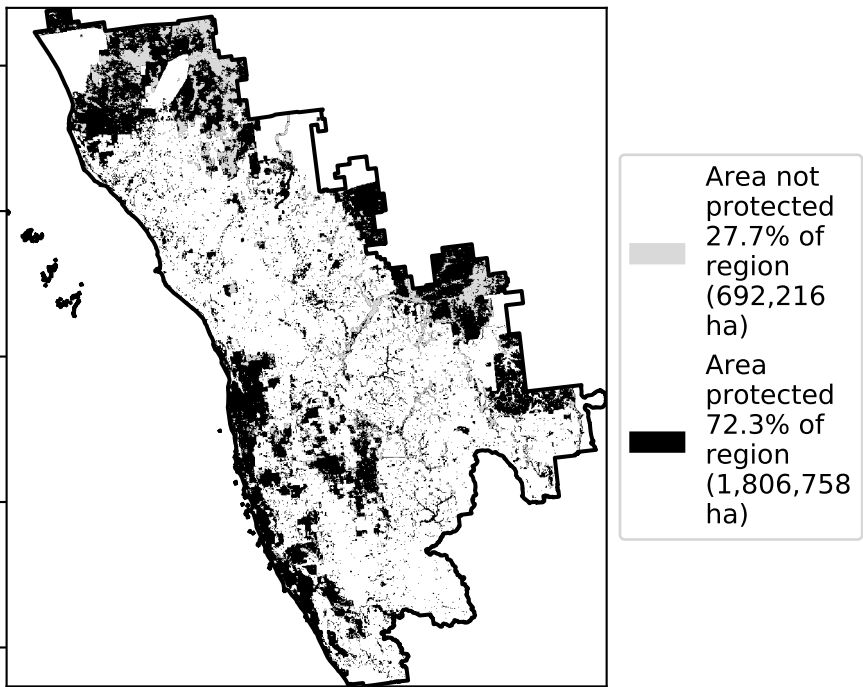 Area not
protected
27.7% of
region
(692,216
ha)
Area
protected
72.3% of
region
(1,806,758
ha)